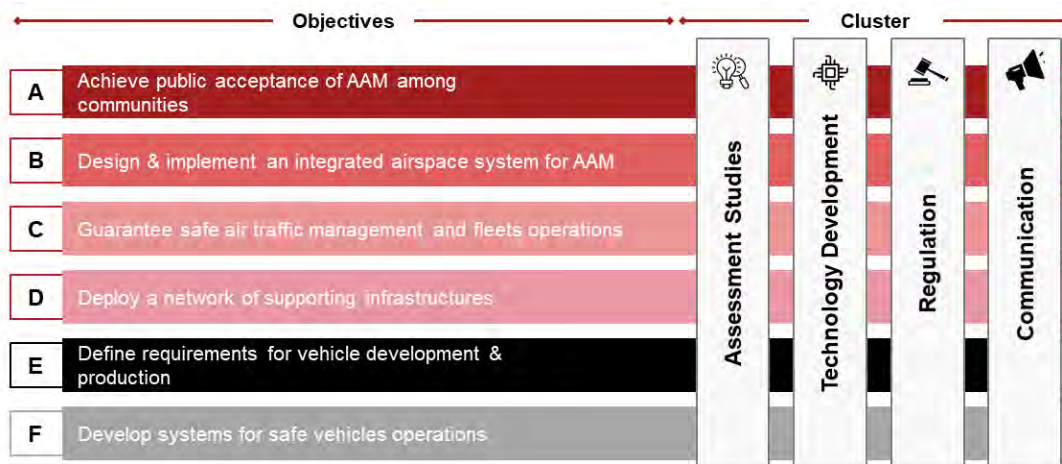 Objectives
Cluster
A
Achieve public acceptance of AAM among
communities
B
Design & implement an integrated airspace system for AAM
C
Guarantee safe air traffic management and fleets operations
D
Deploy a network of supporting infrastructures
E
Define requirements for vehicle development &
production
F
Develop systems for safe vehicles operations
Assessment Studies
Technology Development
Regulation
Communication